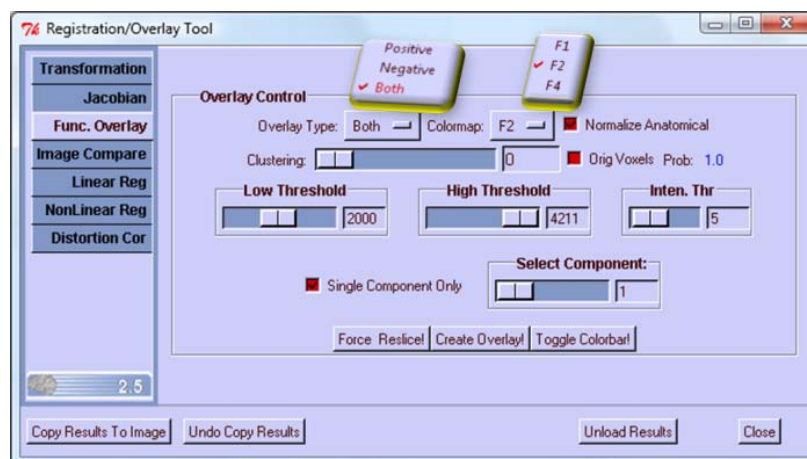 Registration/Overlay Tool
Positive
Negative
Both
F1
F2
F4
Transformation
Jacobian
Func. Overlay
Image Compare
Linear Reg
NonLinear Reg
Distortion Cor
2.5
Overlay Control
Overlay Type: Both Colormap: F2 Normalize Anatomical
Clustering: 0 Orig Voxels Prob: 1.0
Low Threshold High Threshold Inten. Thr
2000 4211 5
Select Component:
Single Component Only 1
Force Reslice! Create Overlay! Toggle Colorbar!
Copy Results To Image Undo Copy Results Unload Results Close